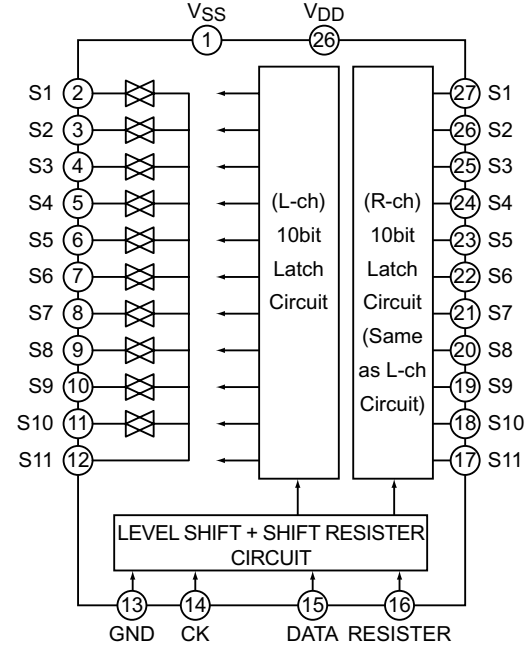 VSS VDD
1 26
S1 2 27 S1
S2 3 26 S2
S3 4 25 S3
S4 5 24 S4
S5 6 23 S5
S6 7 22 S6
S7 8 21 S7
S8 9 20 S8
S9 10 19 S9
S10 11 18 S10
S11 12 17 S11
(L-ch)
10bit
Latch
Circuit
(R-ch)
10bit
Latch
Circuit
(Same
as L-ch
Circuit)
LEVEL SHIFT + SHIFT RESISTER
CIRCUIT
13 14 15 16
GND CK DATA RESISTER